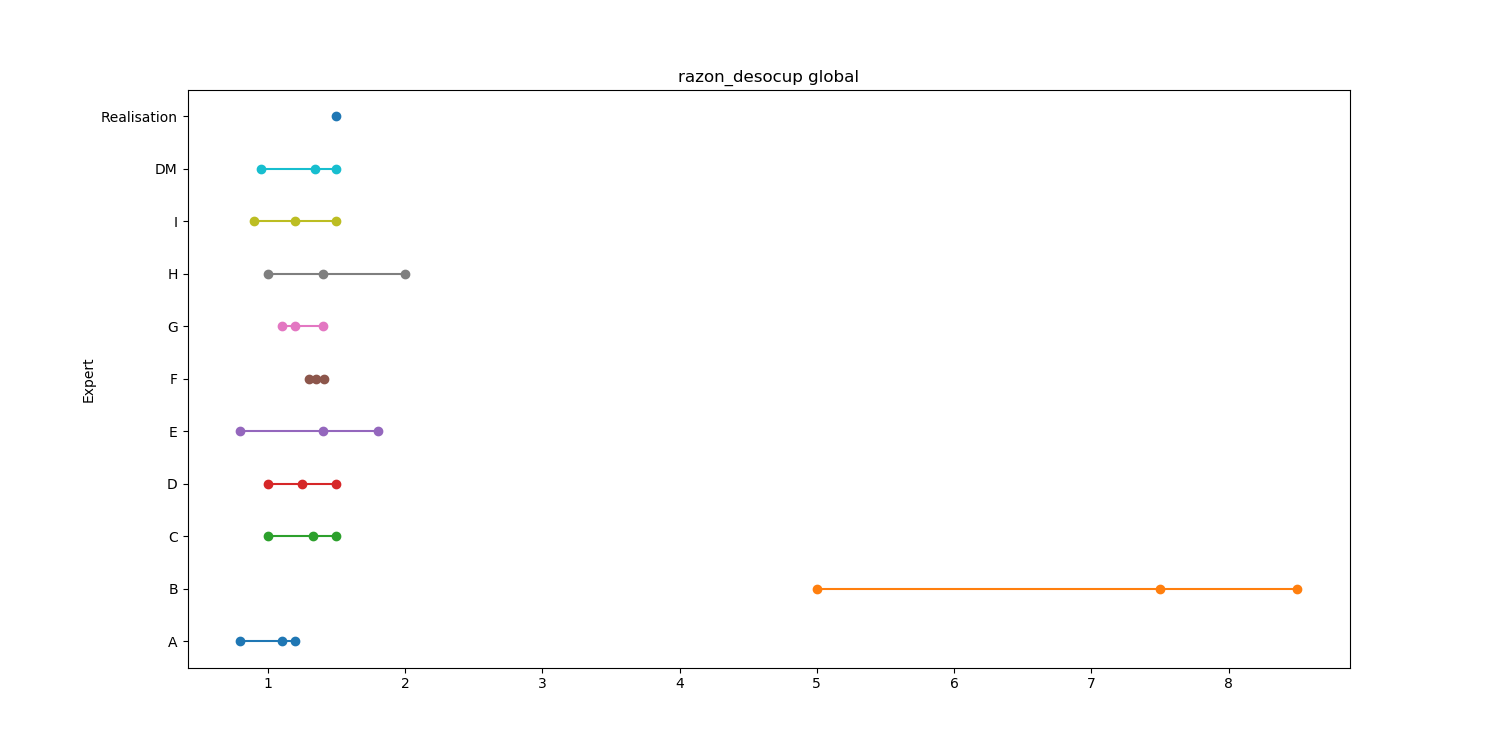 razon_desocup global
Realisation
DM
I
H
G
F
E
D
C
B
A
Expert
1 2 3 4 5 6 7 8